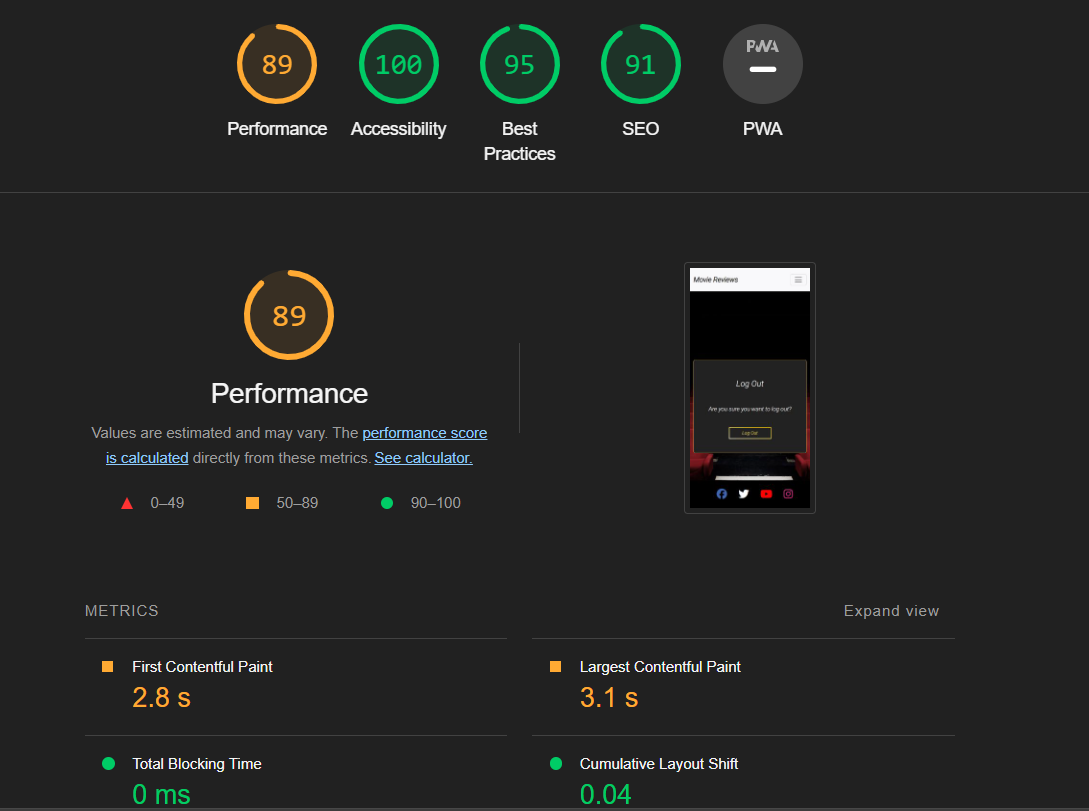 89
100
95
91
PWA
Performance
Accessibility
Best
Practices
SEO
PWA
89
Performance
Values are estimated and may vary. The performance score
is calculated directly from these metrics. See calculator.
0–49
50–89
90–100
Movie Reviews
Log Out
Are you sure you want to log out?
Log Out
METRICS
Expand view
First Contentful Paint
2.8 s
Largest Contentful Paint
3.1 s
Total Blocking Time
0 ms
Cumulative Layout Shift
0.04